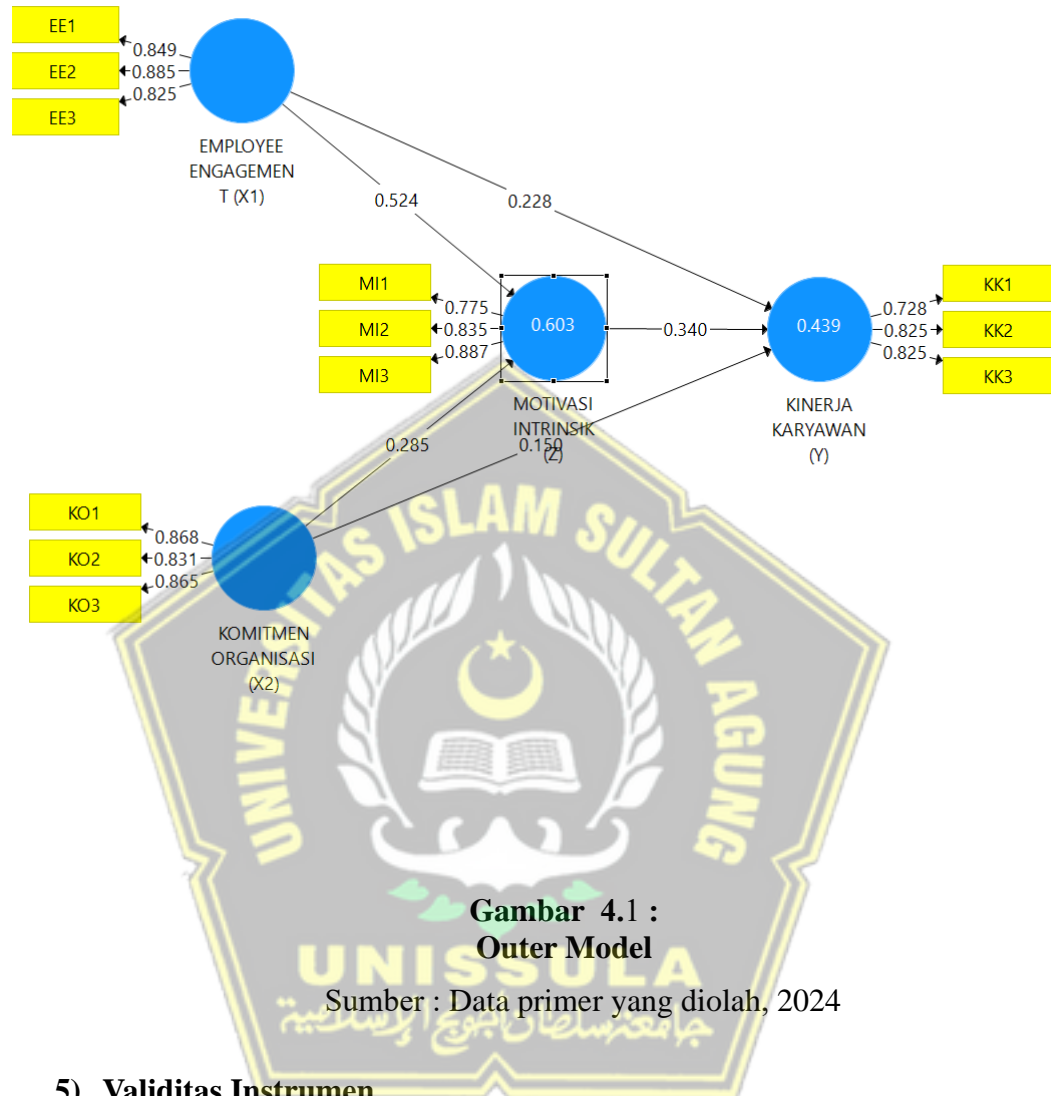 EE1
0.849
EE2
0.885
EE3
0.825
EMPLOYEE
ENGAGEMEN
T (X1)
0.524
0.228
MI1
0.775
MI2
0.835
MI3
0.887
0.603
MOTIVASI
INTRINSIK
(Z)
0.340
0.439
KINERJA
KARYAWAN
(Y)
KK1
0.728
KK2
0.825
KK3
0.825
0.285
0.150
KO1
0.868
KO2
0.831
KO3
0.865
KOMITMEN
ORGANISASI
(X2)
UNIVERSITAS ISLAM SULTAN AGUNG
Gambar 4.1 :
Outer Model
UNISSULA
Sumber : Data primer yang diolah, 2024
جامعتسلطان أجونج الإسلامية
5) Validitas Instrumen